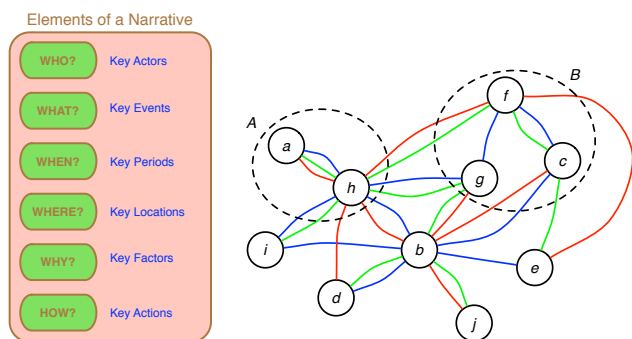 Elements of a Narrative
WHO? Key Actors
WHAT? Key Events
WHEN? Key Periods
WHERE? Key Locations
WHY? Key Factors
HOW? Key Actions
A
B
a
h
f
c
g
i
b
d
e
j